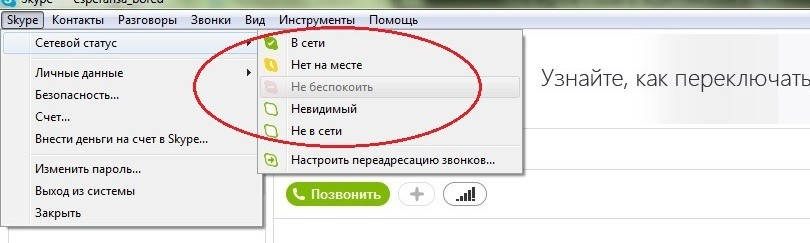 Skype™ - esperansa_bored
Skype Контакты Разговоры Звонки Вид Инструменты Помощь
Сетевой статус
В сети
Нет на месте
Личные данные
Не беспокоить
Безопасность...
Невидимый
Счет...
Не в сети
Внести деньги на счет в Skype...
Настроить переадресацию звонков...
Изменить пароль...
Выход из системы
Закрыть
Узнайте, как переключать
Позвонить